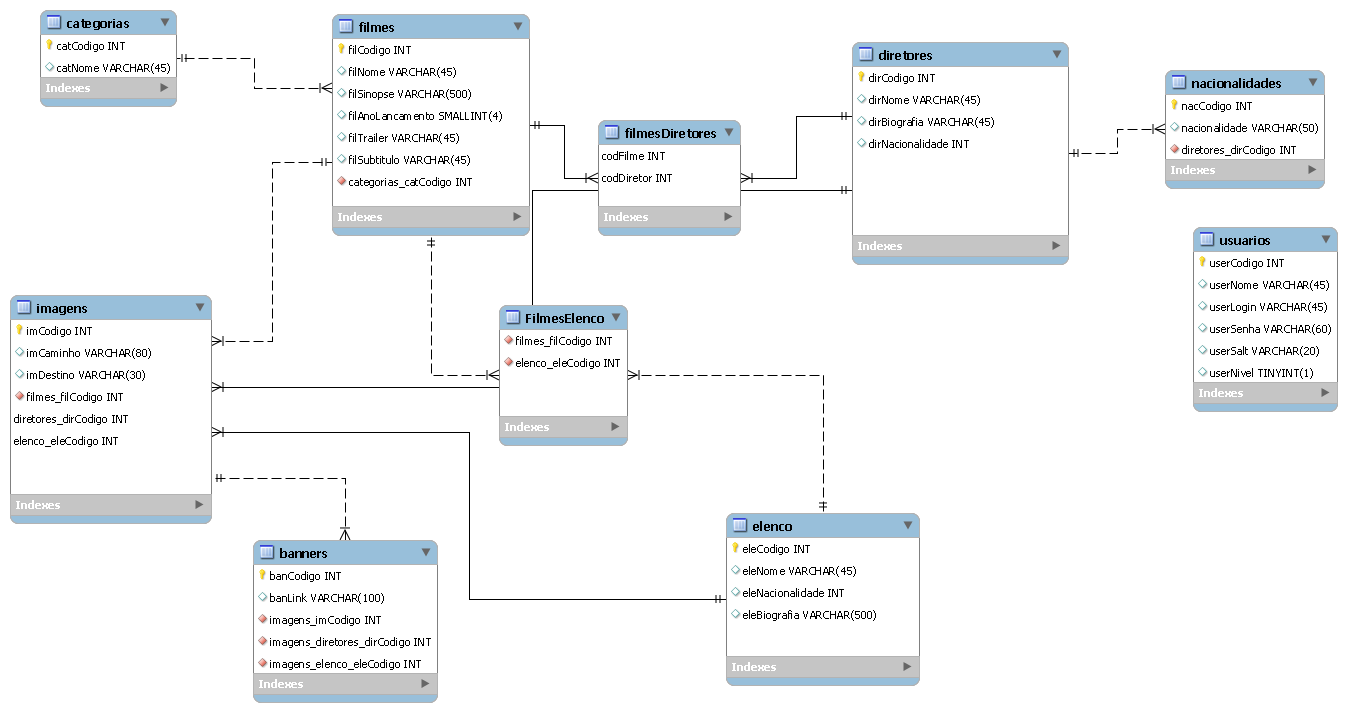 categorias
catCodigo INT
catNome VARCHAR(45)
Indexes
filmes
filCodigo INT
filNome VARCHAR(45)
filSinopse VARCHAR(500)
filAnoLancamento SMALLINT(4)
filTrailer VARCHAR(45)
filSubtitulo VARCHAR(45)
categorias_catCodigo INT
Indexes
filmesDiretores
codFilme INT
codDiretor INT
Indexes
diretores
dirCodigo INT
dirNome VARCHAR(45)
dirBiografia VARCHAR(45)
dirNacionalidade INT
Indexes
nacionalidades
nacCodigo INT
nacionalidade VARCHAR(50)
diretores_dirCodigo INT
Indexes
usuarios
userCodigo INT
userNome VARCHAR(45)
userLogin VARCHAR(45)
userSenha VARCHAR(60)
userSalt VARCHAR(20)
userNivel TINYINT(1)
Indexes
imagens
imCodigo INT
imCaminho VARCHAR(80)
imDestino VARCHAR(30)
filmes_filCodigo INT
diretores_dirCodigo INT
elenco_eleCodigo INT
Indexes
FilmesElenco
filmes_filCodigo INT
elenco_eleCodigo INT
Indexes
banners
banCodigo INT
banLink VARCHAR(100)
imagens_imCodigo INT
imagens_diretores_dirCodigo INT
imagens_elenco_eleCodigo INT
Indexes
elenco
eleCodigo INT
eleNome VARCHAR(45)
eleNacionalidade INT
eleBiografia VARCHAR(500)
Indexes